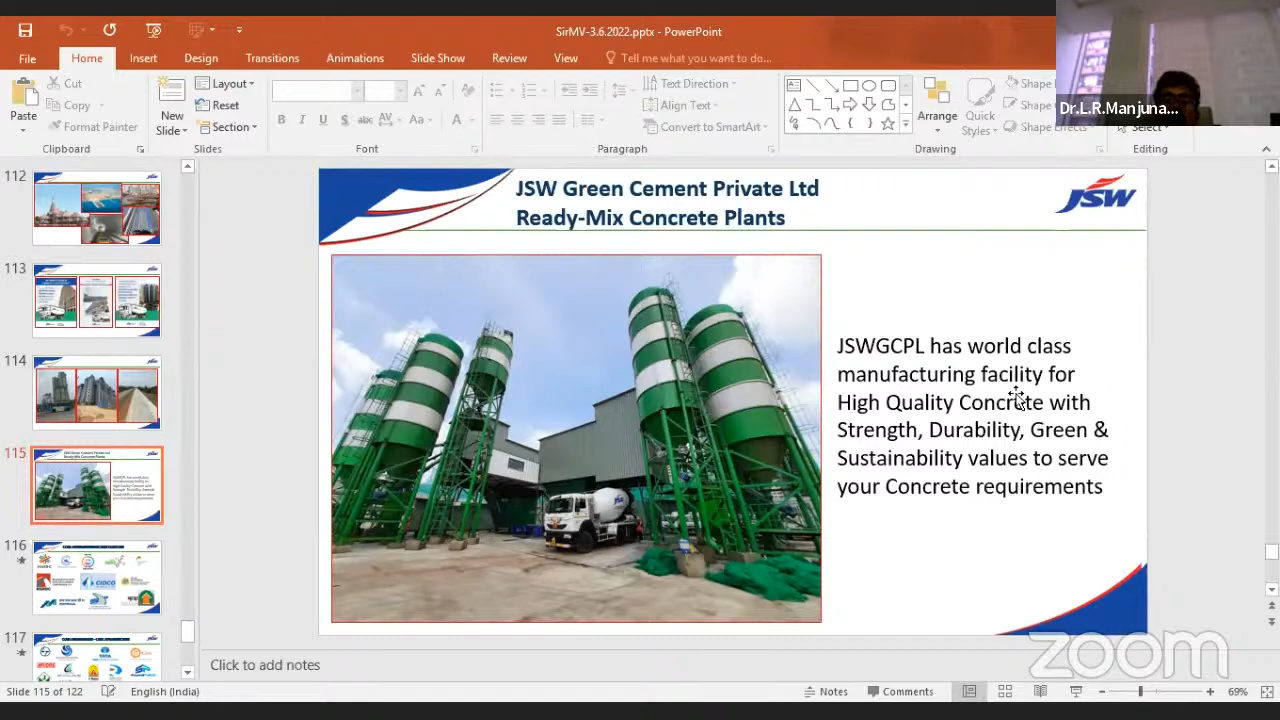 SirMV-3.6.2022.pptx - PowerPoint
File
Home
Insert
Design
Transitions
Animations
Slide Show
Review
View
Tell me what you want to do...
Dr.L.R.Manjuna...
Paste
Cut
Copy
Format Painter
Clipboard
New
Slide
Layout
Reset
Section
Slides
Font
Text Direction
Align Text
Convert to SmartArt
Paragraph
Arrange
Quick
Styles
Shape
Shape
Shape Effects
Drawing
Select
Editing
112
113
114
115
116
117
JSW Green Cement Private Ltd
Ready-Mix Concrete Plants
JSW
JSWGCPL has world class
manufacturing facility for
High Quality Concrete with
Strength, Durability, Green &
Sustainability values to serve
your Concrete requirements
CIDCO
TATA
zoom
Click to add notes
Slide 115 of 122
English (India)
Notes
Comments
69%